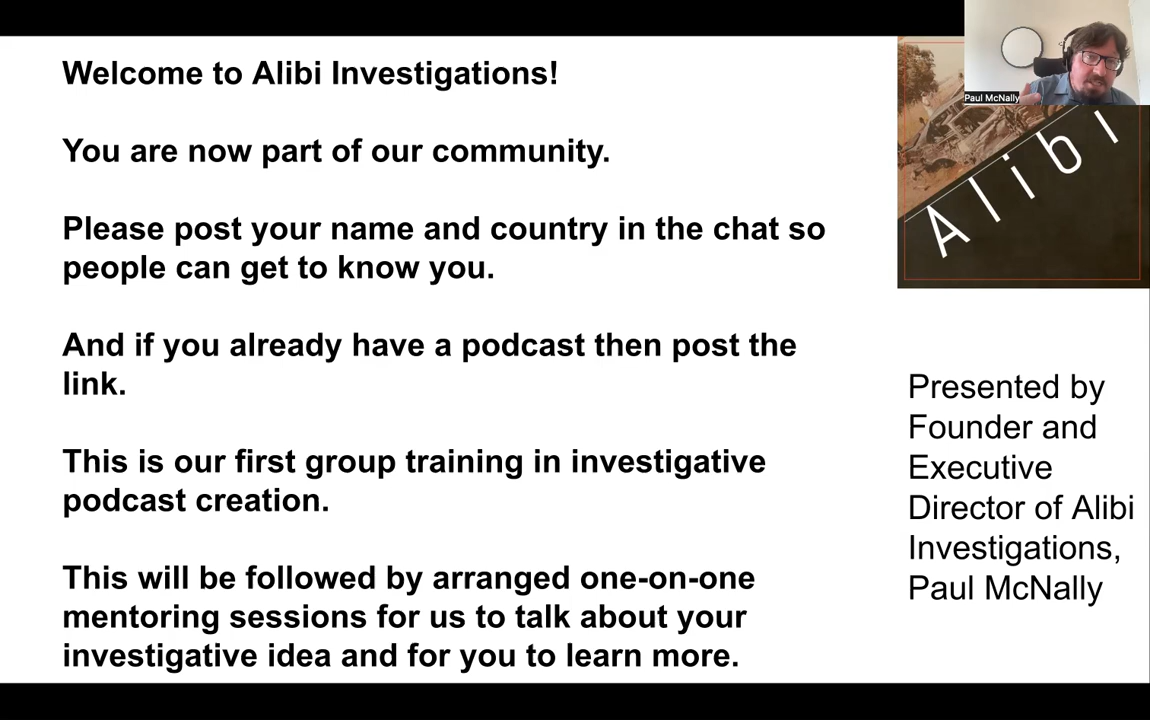 Welcome to Alibi Investigations!
You are now part of our community.
Please post your name and country in the chat so
people can get to know you.
And if you already have a podcast then post the
link.
This is our first group training in investigative
podcast creation.
This will be followed by arranged one-on-one
mentoring sessions for us to talk about your
investigative idea and for you to learn more.
Paul McNally
Alibi
Presented by
Founder and
Executive
Director of Alibi
Investigations,
Paul McNally